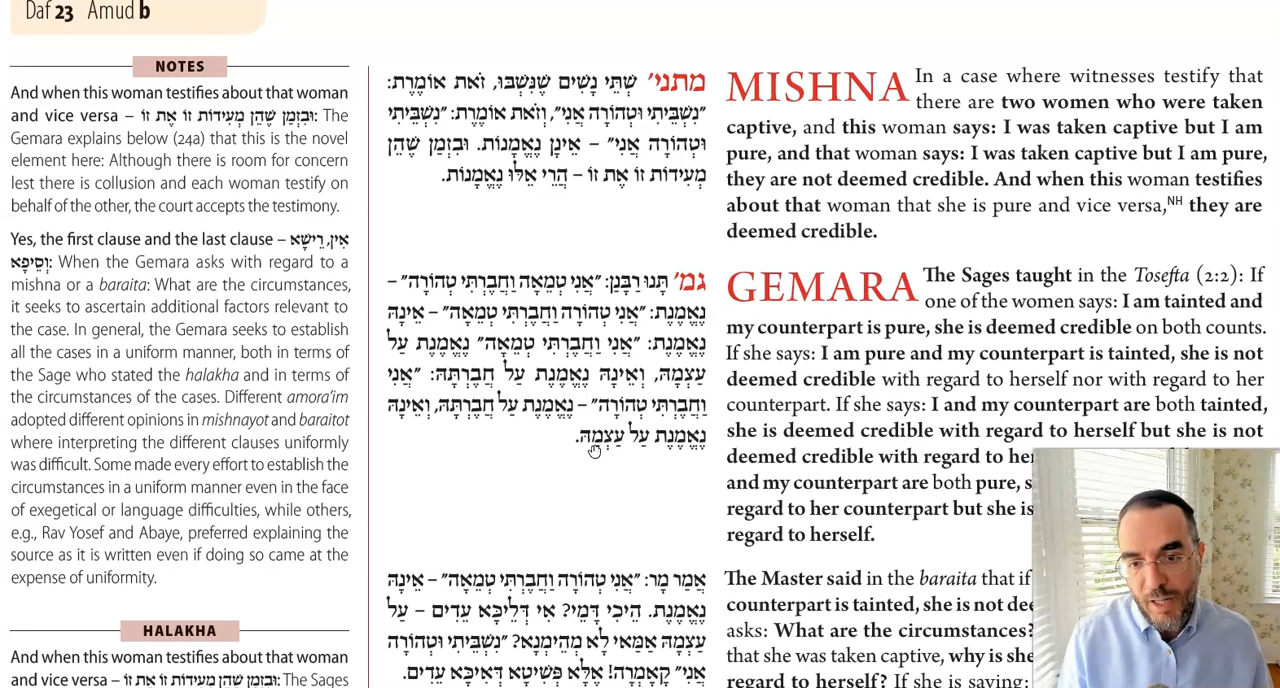 Daf 23 Amud b
NOTES
And when this woman testifies about that woman
and vice versa – וּבִזְמַן שֶׁהֵן מְעִידוֹת זוֹ אֶת זוֹ: The
Gemara explains below (24a) that this is the novel
element here: Although there is room for concern
lest there is collusion and each woman testify on
behalf of the other, the court accepts the testimony.
Yes, the first clause and the last clause – אִין, רֵישָׁא
וְסֵיפָא: When the Gemara asks with regard to a
mishna or a baraita: What are the circumstances,
it seeks to ascertain additional factors relevant to
the case. In general, the Gemara seeks to establish
all the cases in a uniform manner, both in terms of
the Sage who stated the halakha and in terms of
the circumstances of the cases. Different amora'im
adopted different opinions in mishnayot and baraitot
where interpreting the different clauses uniformly
was difficult. Some made every effort to establish the
circumstances in a uniform manner even in the face
of exegetical or language difficulties, while others,
e.g., Rav Yosef and Abaye, preferred explaining the
source as it is written even if doing so came at the
expense of uniformity.
HALAKHA
And when this woman testifies about that woman
and vice versa – וּבִזְמַן שֶׁהֵן מְעִידוֹת זוֹ אֶת זוֹ: The Sages
מתני׳ שְׁתֵּי נָשִׁים שֶׁנִּשְׁבּוּ, זֹאת אוֹמֶרֶת:
"נִשְׁבֵּיתִי וּטְהוֹרָה אֲנִי", וְזֹאת אוֹמֶרֶת: "נִשְׁבֵּיתִי
וּטְהוֹרָה אֲנִי" – אֵינָן נֶאֱמָנוֹת. וּבִזְמַן שֶׁהֵן
מְעִידוֹת זוֹ אֶת זוֹ – הֲרֵי אֵלּוּ נֶאֱמָנוֹת.
גמ׳ תָּנוּ רַבָּנַן: "אֲנִי טְמֵאָה וַחֲבֶרְתִּי טְהוֹרָה" –
נֶאֱמֶנֶת: "אֲנִי טְהוֹרָה וַחֲבֶרְתִּי טְמֵאָה" – אֵינָהּ
נֶאֱמֶנֶת: "אֲנִי וַחֲבֶרְתִּי טְמֵאָה" נֶאֱמֶנֶת עַל
עַצְמָהּ, וְאֵינָהּ נֶאֱמֶנֶת עַל חֲבֶרְתָּהּ: "אֲנִי
וַחֲבֶרְתִּי טְהוֹרָה" – נֶאֱמֶנֶת עַל חֲבֶרְתָּהּ, וְאֵינָהּ
נֶאֱמֶנֶת עַל עַצְמָהּ.
אָמַר מָר: "אֲנִי טְהוֹרָה וַחֲבֶרְתִּי טְמֵאָה" – אֵינָהּ
נֶאֱמֶנֶת. הֵיכִי דָּמֵי? אִי דְּלֵיכָּא עֵדִים – עַל
עַצְמָהּ אַמַּאי לָא מְהֵימְנָא? "נִשְׁבֵּיתִי וּטְהוֹרָה
אֲנִי" קָאָמְרָה! אֶלָּא פְּשִׁיטָא דְּאִיכָּא עֵדִים.
MISHNA In a case where witnesses testify that
there are two women who were taken
captive, and this woman says: I was taken captive but I am
pure, and that woman says: I was taken captive but I am pure,
they are not deemed credible. And when this woman testifies
about that woman that she is pure and vice versa,NH they are
deemed credible.
GEMARA The Sages taught in the Tosefta (2:2): If
one of the women says: I am tainted and
my counterpart is pure, she is deemed credible on both counts.
If she says: I am pure and my counterpart is tainted, she is not
deemed credible with regard to herself nor with regard to her
counterpart. If she says: I and my counterpart are both tainted,
she is deemed credible with regard to herself but she is not
deemed credible with regard to
and my counterpart are both pure,
regard to her counterpart but she is
regard to herself.
The Master said in the baraita that if
counterpart is tainted, she is not
asks: What are the circumstances?
that she was taken captive, why is she
regard to herself? If she is saying: